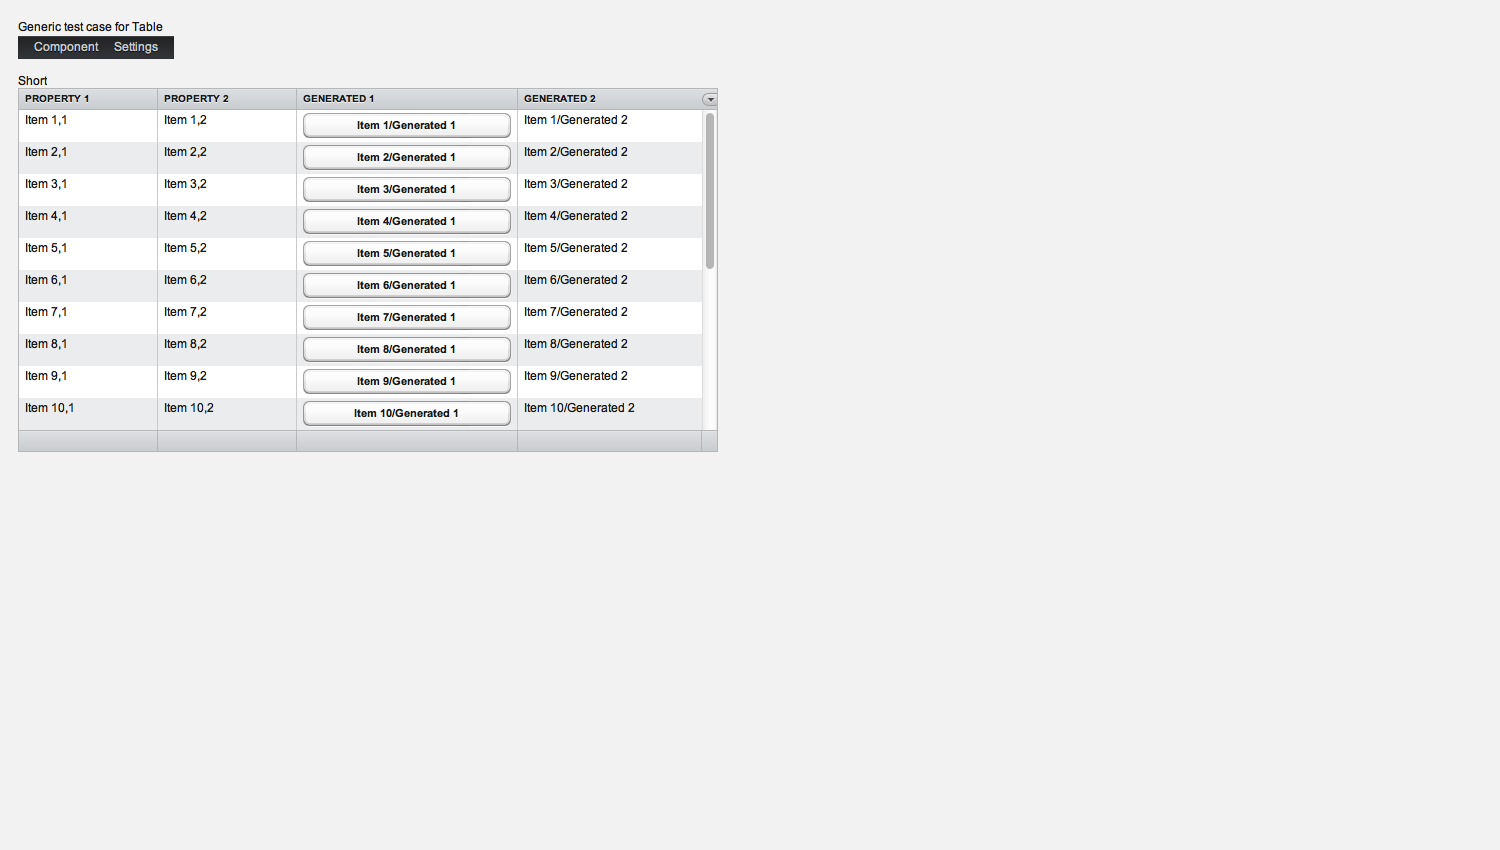 Generic test case for Table
Component Settings
Short
PROPERTY 1 PROPERTY 2 GENERATED 1 GENERATED 2
Item 1,1 Item 1,2 Item 1/Generated 1 Item 1/Generated 2
Item 2,1 Item 2,2 Item 2/Generated 1 Item 2/Generated 2
Item 3,1 Item 3,2 Item 3/Generated 1 Item 3/Generated 2
Item 4,1 Item 4,2 Item 4/Generated 1 Item 4/Generated 2
Item 5,1 Item 5,2 Item 5/Generated 1 Item 5/Generated 2
Item 6,1 Item 6,2 Item 6/Generated 1 Item 6/Generated 2
Item 7,1 Item 7,2 Item 7/Generated 1 Item 7/Generated 2
Item 8,1 Item 8,2 Item 8/Generated 1 Item 8/Generated 2
Item 9,1 Item 9,2 Item 9/Generated 1 Item 9/Generated 2
Item 10,1 Item 10,2 Item 10/Generated 1 Item 10/Generated 2